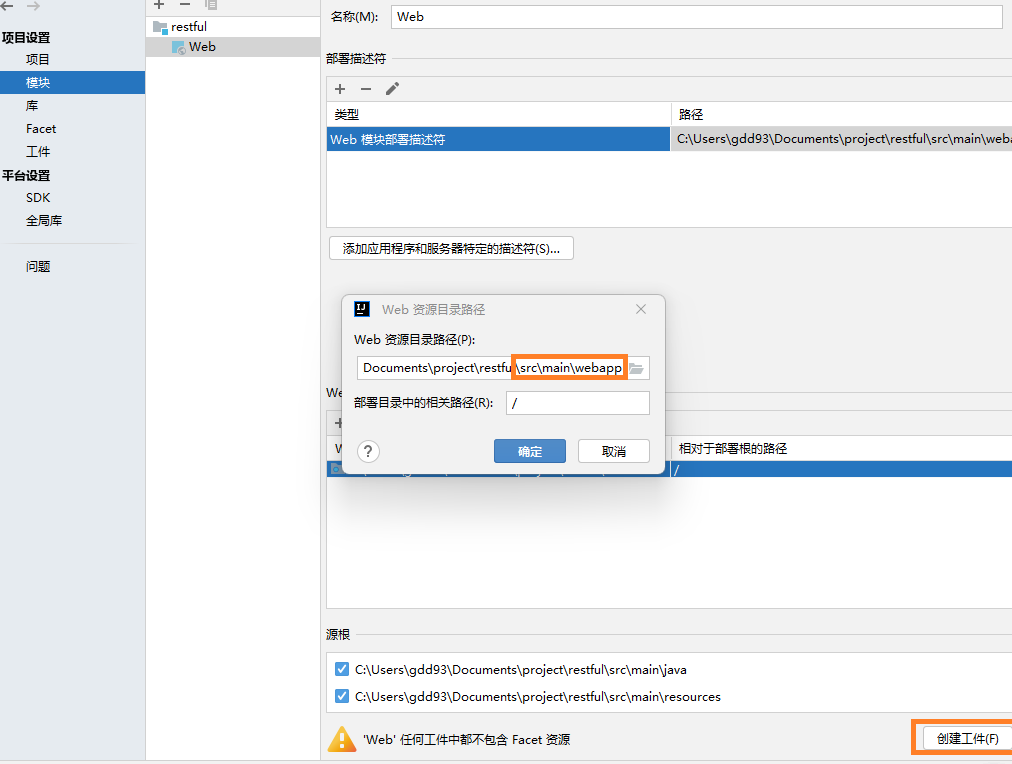 项目设置
项目
模块
库
Facet
工件
平台设置
SDK
全局库
问题
restful
Web
名称(M):
Web
部署描述符
类型
路径
Web 模块部署描述符
C:\Users\gdd93\Documents\project\restful\src\main\weba
添加应用程序和服务器特定的描述符(S)...
Web 资源目录路径
Web 资源目录路径(P):
Documents\project\restful\src\main\webapp
部署目录中的相关路径(R):
/
?
确定
取消
We
相对于部署根的路径
/
源根
C:\Users\gdd93\Documents\project\restful\src\main\java
C:\Users\gdd93\Documents\project\restful\src\main\resources
'Web' 任何工件中都不包含 Facet 资源
创建工件(F)